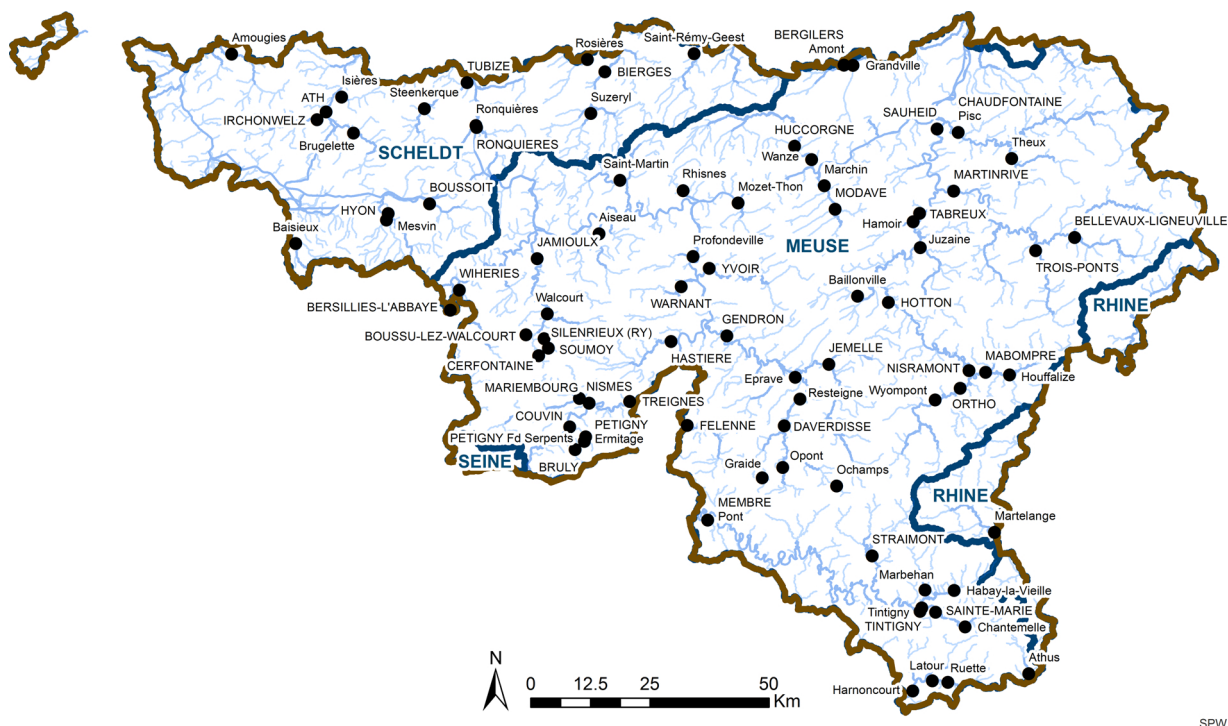 Amougies
Rosières
Saint-Rémy-Geest
BERGILERS
Amont
Grandville
TUBIZE
BIERGES
Isières
Steenkerque
ATH
Ronquières
Suzeryl
CHAUDFONTAINE
Pisc
SAUHEID
IRCHONWELZ
Brugelette
SCHELDT
RONQUIERES
HUCCORGNE
Wanze
Theux
Saint-Martin
Rhisnes
Marchin
MARTINRIVE
BOUSSOIT
Mozet-Thon
MODAVE
HYON
Mesvin
Aiseau
TABREUX
Hamoir
BELLEVAUX-LIGNEUVILLE
Baisieux
JAMIOULX
Profondeville
MEUSE
Juzaine
YVOIR
TROIS-PONTS
WIHERIES
WARNANT
Baillonville
BERSILLIES-L'ABBAYE
HOTTON
RHINE
Walcourt
GENDRON
BOUSSU-LEZ-WALCOURT
SILENRIEUX (RY)
SOUMOY
HASTIERE
CERFONTAINE
JEMELLE
NISRAMONT
MABOMPRE
Houffalize
Eprave
MARIEMBOURG
NISMES
Resteigne
Wyompont
ORTHO
TREIGNES
COUVIN
PETIGNY
Ermitage
FELENNE
DAVERDISSE
PETIGNY Fd Serpents
SEINE
BRULY
Graide
Opont
Ochamps
RHINE
MEMBRE
Pont
Martelange
STRAIMONT
Marbehan
Habay-la-Vieille
Tintigny
TINTIGNY
SAINTE-MARIE
Chantemelle
N
Latour
Ruette
Athus
Harnoncourt
0 12.5 25 50
Km
SPW